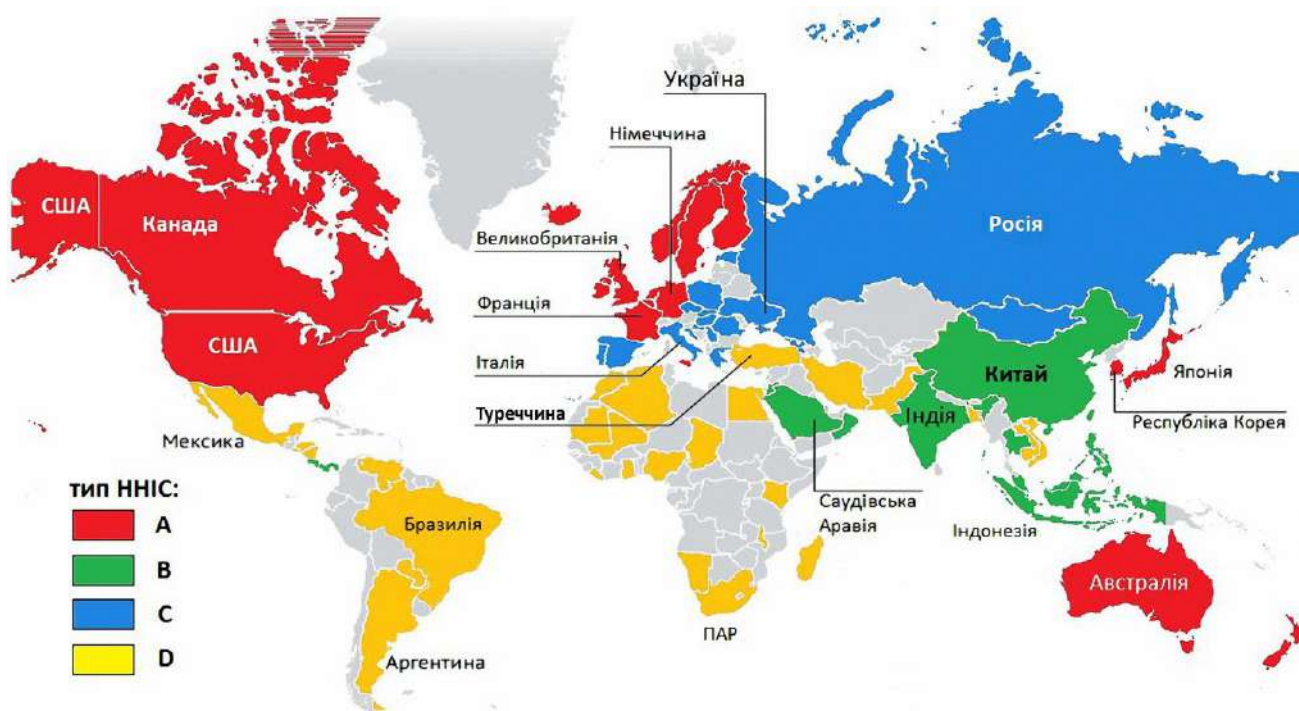 Україна
Німеччина
США
Канада
Росія
Великобританія
Франція
США
Італія
Китай
Японія
Туреччина
Індія
Республіка Корея
Мексика
тип ННІС:
A
B
C
D
Бразилія
Саудівська
Аравія
Індонезія
Австралія
ПАР
Аргентина